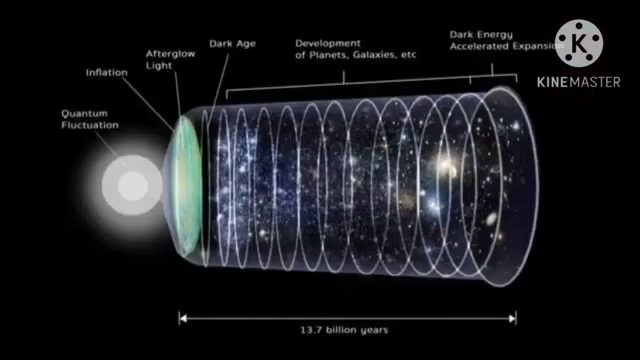 Dark Age
Development
of Planets, Galaxies, etc
Dark Energy
Accelerated Expansion
Afterglow
Light
Inflation
Quantum
Fluctuation
KINEMASTER
K
13.7 billion years